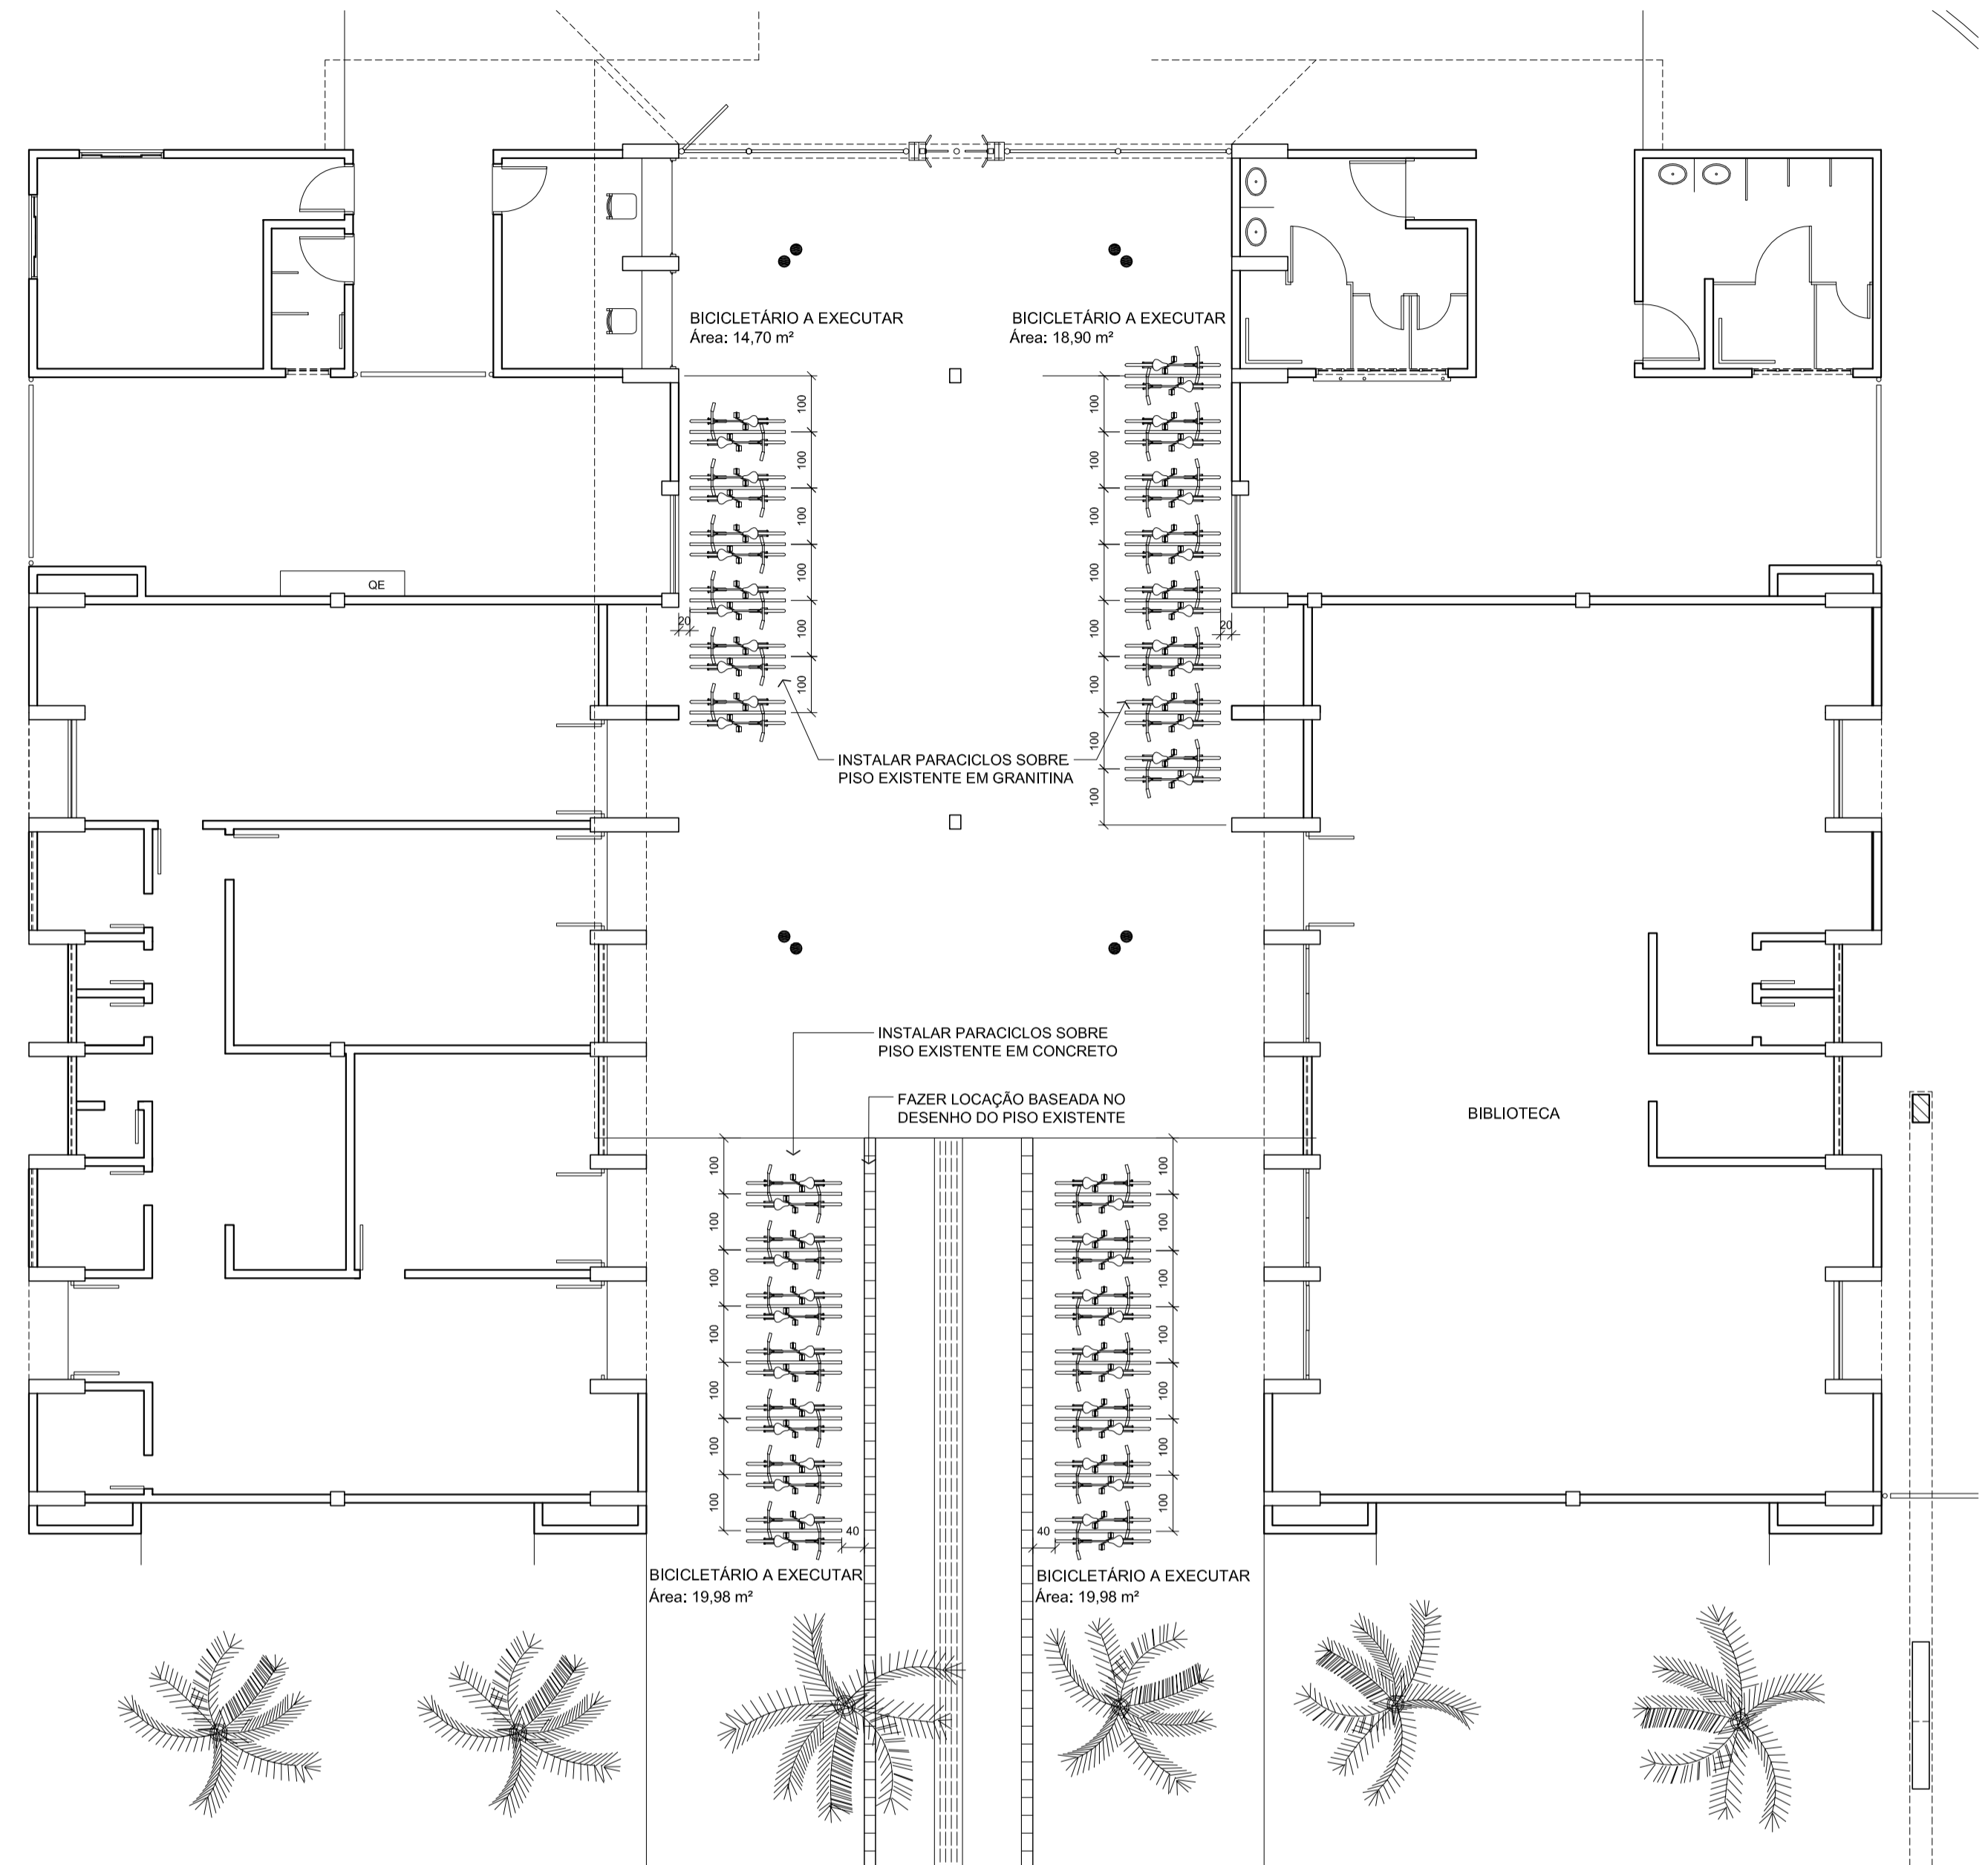 BICICLETÁRIO A EXECUTAR
Área: 14,70 m²
BICICLETÁRIO A EXECUTAR
Área: 18,90 m²
100
100
100
100
100
100
100
100
100
100
100
100
100
100
QE
20
20
INSTALAR PARACICLOS SOBRE
PISO EXISTENTE EM GRANITINA
INSTALAR PARACICLOS SOBRE
PISO EXISTENTE EM CONCRETO
FAZER LOCAÇÃO BASEADA NO
DESENHO DO PISO EXISTENTE
BIBLIOTECA
100
100
100
100
100
100
100
100
100
100
100
100
100
100
40
40
BICICLETÁRIO A EXECUTAR
Área: 19,98 m²
BICICLETÁRIO A EXECUTAR
Área: 19,98 m²